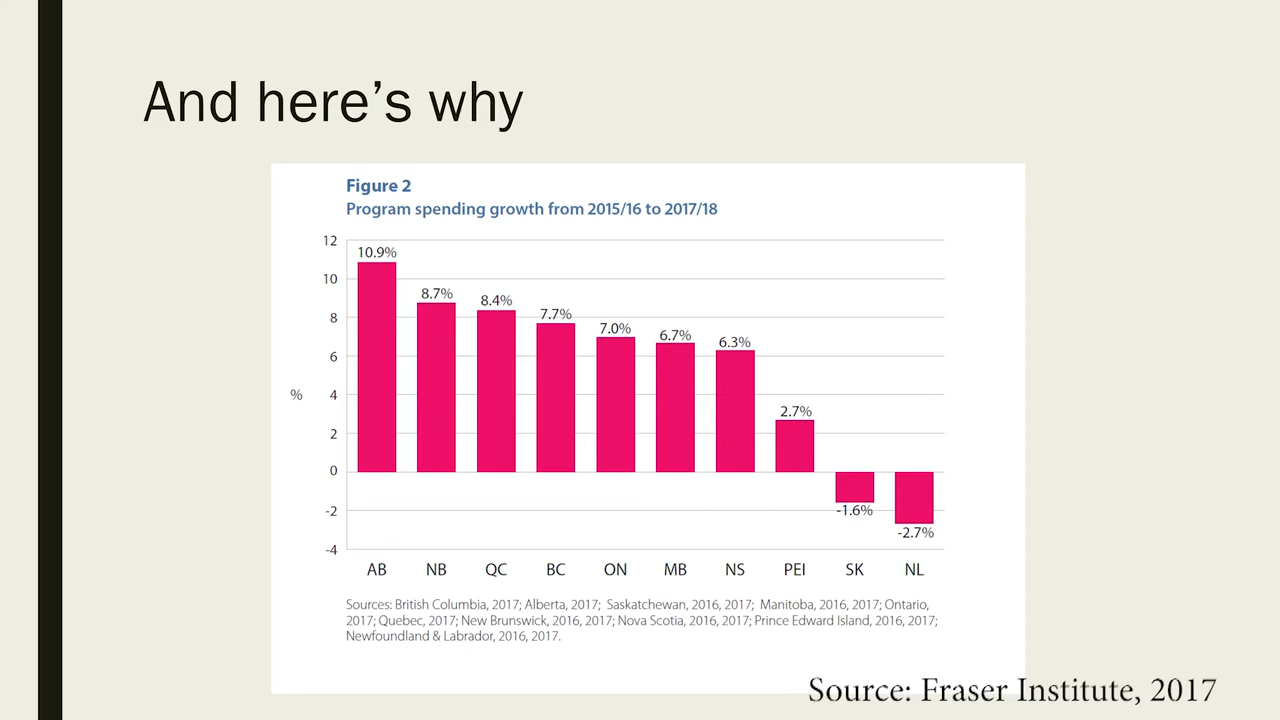 And here’s why
Figure 2
Program spending growth from 2015/16 to 2017/18
12
10
8
6
4
2
0
-2
-4
%
10.9%
8.7%
8.4%
7.7%
7.0%
6.7%
6.3%
2.7%
-1.6%
-2.7%
AB NB QC BC ON MB NS PEI SK NL
Sources: British Columbia, 2017; Alberta, 2017; Saskatchewan, 2016, 2017; Manitoba, 2016, 2017; Ontario,
2017; Quebec, 2017; New Brunswick, 2016, 2017; Nova Scotia, 2016, 2017; Prince Edward Island, 2016, 2017;
Newfoundland & Labrador, 2016, 2017.
Source: Fraser Institute, 2017